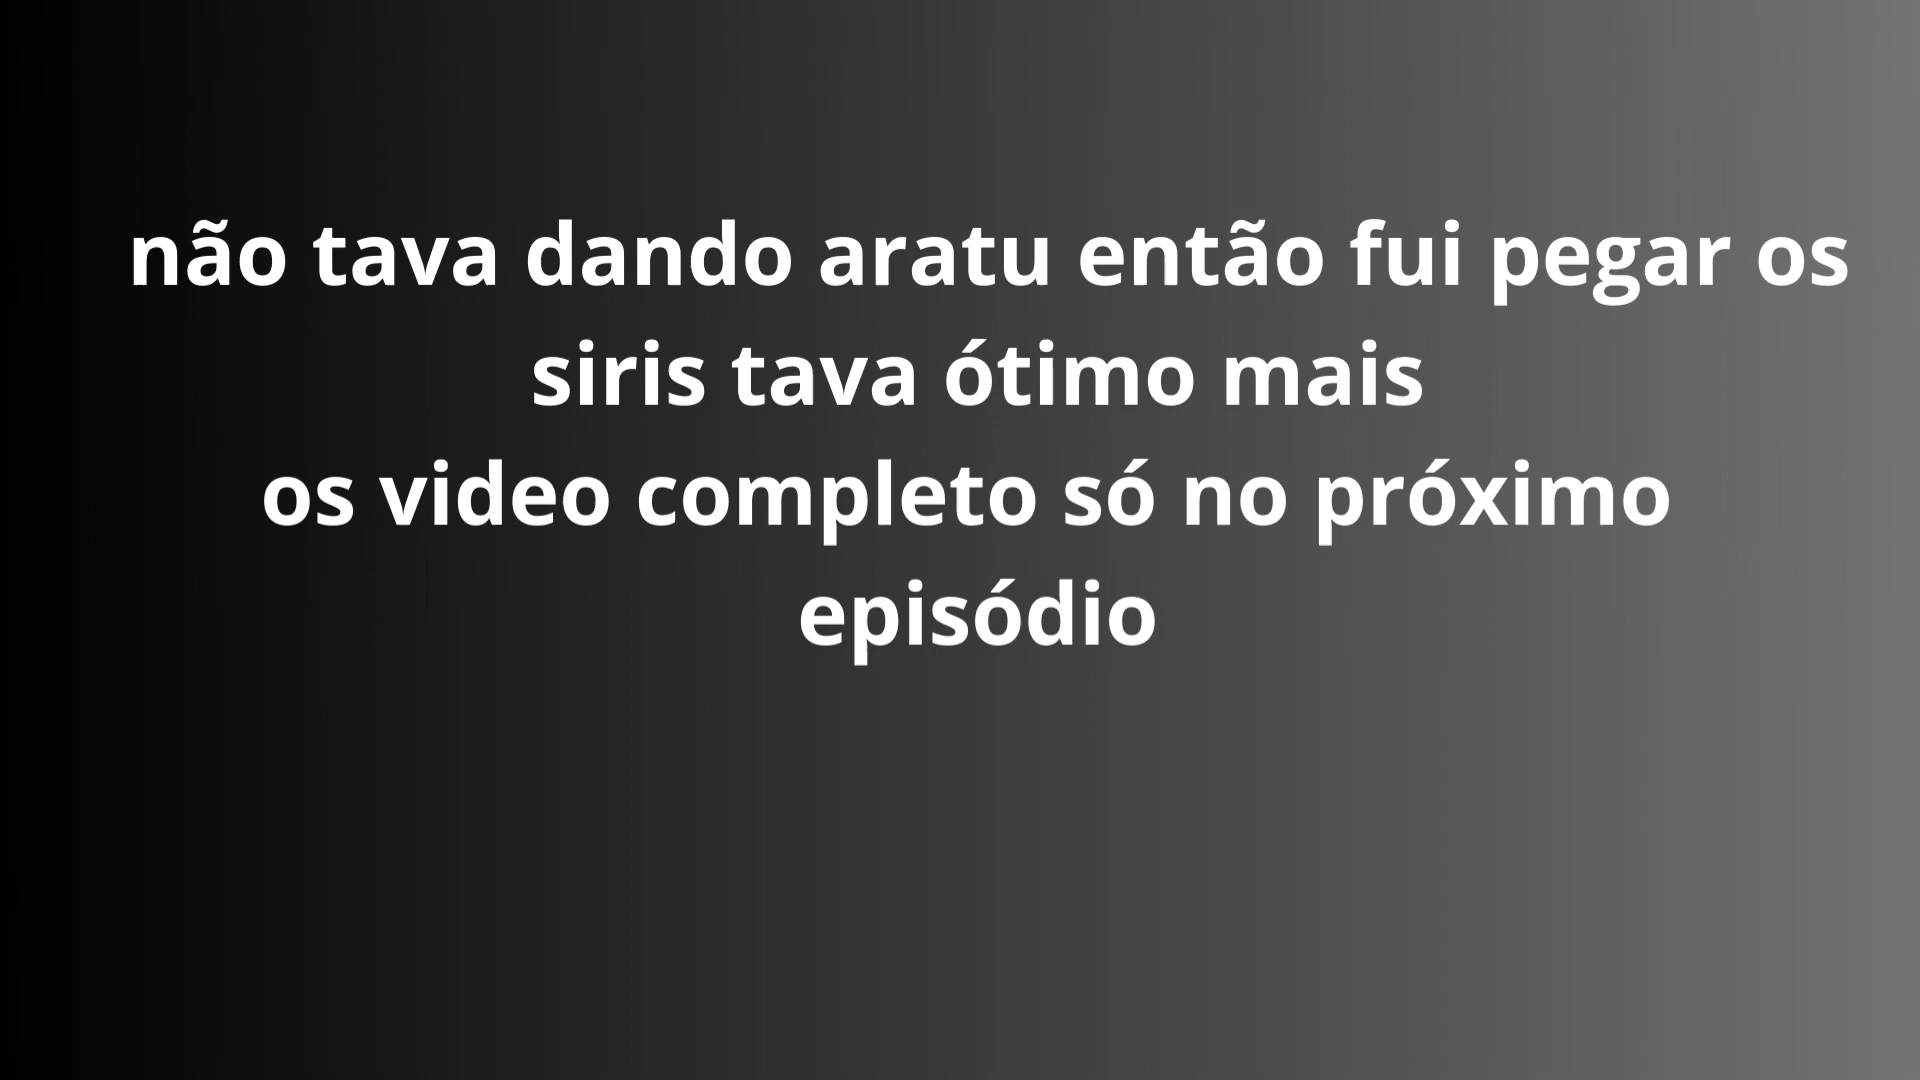 não tava dando aratu então fui pegar os
siris tava ótimo mais
os video completo só no próximo
episódio